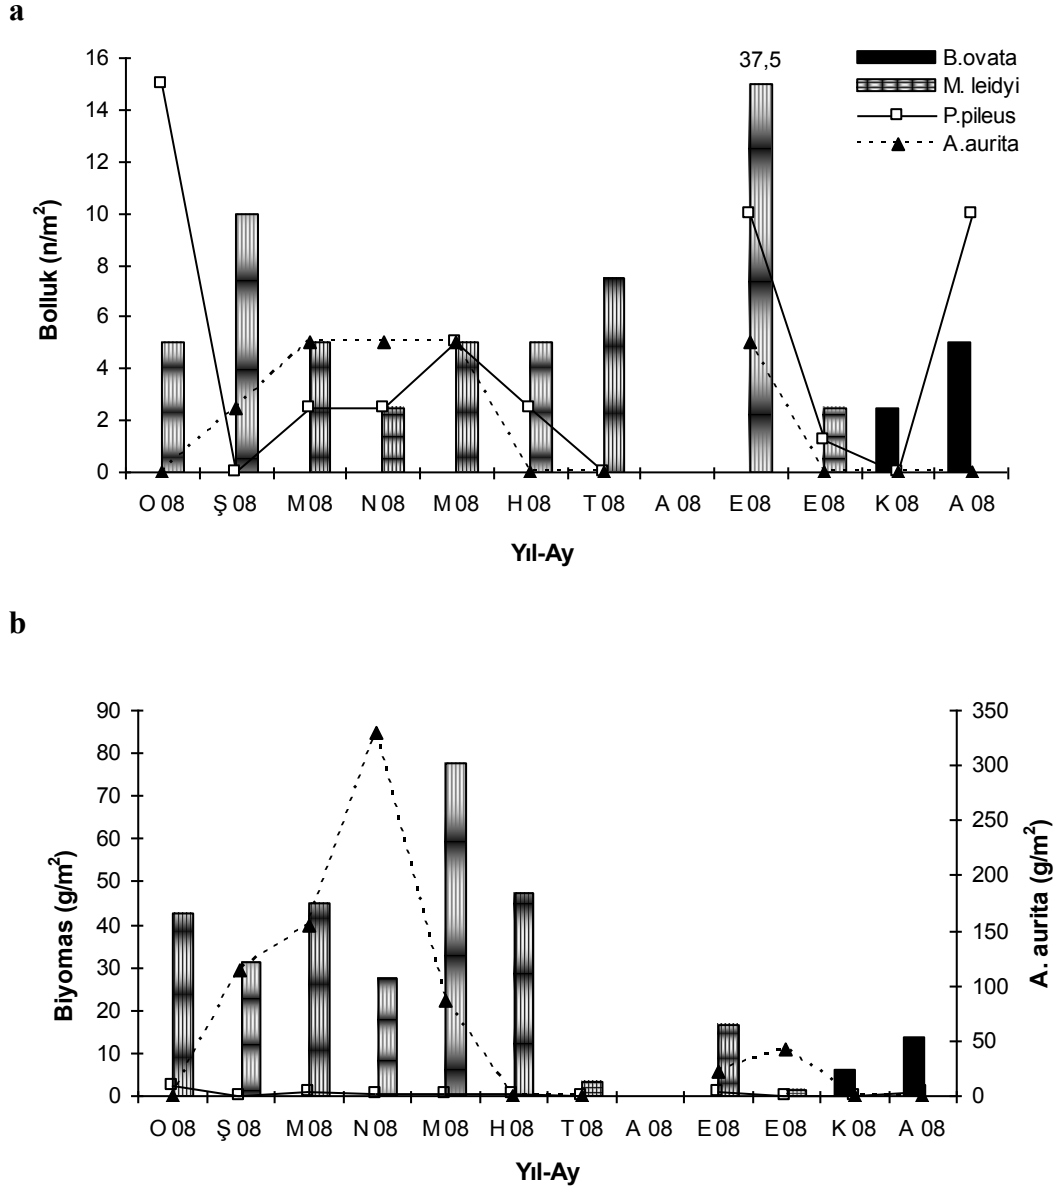 a
37,5
B.ovata
M. leidyi
P.pileus
A.aurita
16
14
12
10
8
6
4
2
0
Bolluk (n/m²)
O 08 Ş 08 M 08 N 08 M 08 H 08 T 08 A 08 E 08 E 08 K 08 A 08
Yıl-Ay
b
90
80
70
60
50
40
30
20
10
0
Biyomas (g/m²)
350
300
250
200
150
100
50
0
A. aurita (g/m²)
O 08 Ş 08 M 08 N 08 M 08 H 08 T 08 A 08 E 08 E 08 K 08 A 08
Yıl-Ay